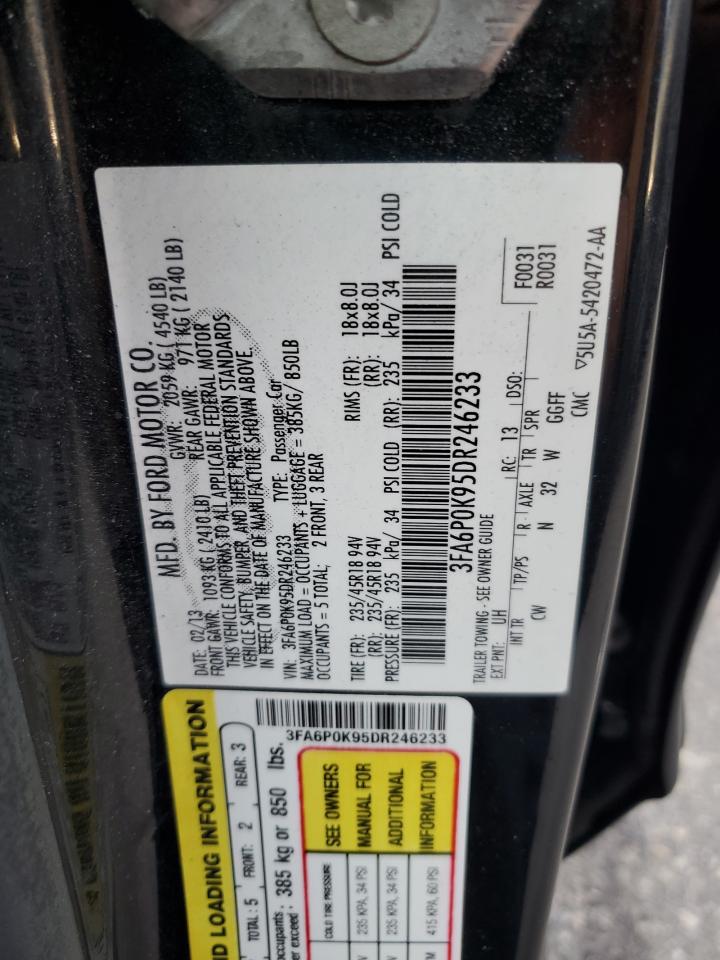 MFD. BY FORD MOTOR CO.
DATE: 02/13 GVWR: 2059 KG ( 4540 LB)
FRONT GAWR: 1093 KG ( 2410 LB) REAR GAWR: 971 KG ( 2140 LB)
THIS VEHICLE CONFORMS TO ALL APPLICABLE FEDERAL MOTOR
VEHICLE SAFETY, BUMPER, AND THEFT PREVENTION STANDARDS
IN EFFECT ON THE DATE OF MANUFACTURE SHOWN ABOVE.
VIN: 3FA6P0K95DR246233 TYPE: Passenger Car
MAXIMUM LOAD = OCCUPANTS + LUGGAGE = 385KG/ 850LB
OCCUPANTS = 5 TOTAL: 2 FRONT, 3 REAR
TIRE (FR): 235/45R18 94V RIMS (FR): 18x8.0J
(RR): 235/45R18 94V (RR): 18x8.0J
PRESSURE (FR): 235 kPa/ 34 PSI COLD (RR): 235 kPa/ 34 PSI COLD
3FA6P0K95DR246233
TRAILER TOWING - SEE OWNER GUIDE
EXT PNT: UH RC: 13 DSO: F0031
R0031
INT TR TP/PS R AXLE TR SPR
CW N 32 W GGFF
CMC ▽5U5A-5420472-AA
LOADING INFORMATION
TOTAL: 5 FRONT: 2 REAR: 3
385 kg or 850 lbs.
3FA6P0K95DR246233
COLD TIRE PRESSURE SEE OWNERS
235 KPA, 34 PSI MANUAL FOR
235 KPA, 34 PSI ADDITIONAL
415 KPA, 60 PSI INFORMATION